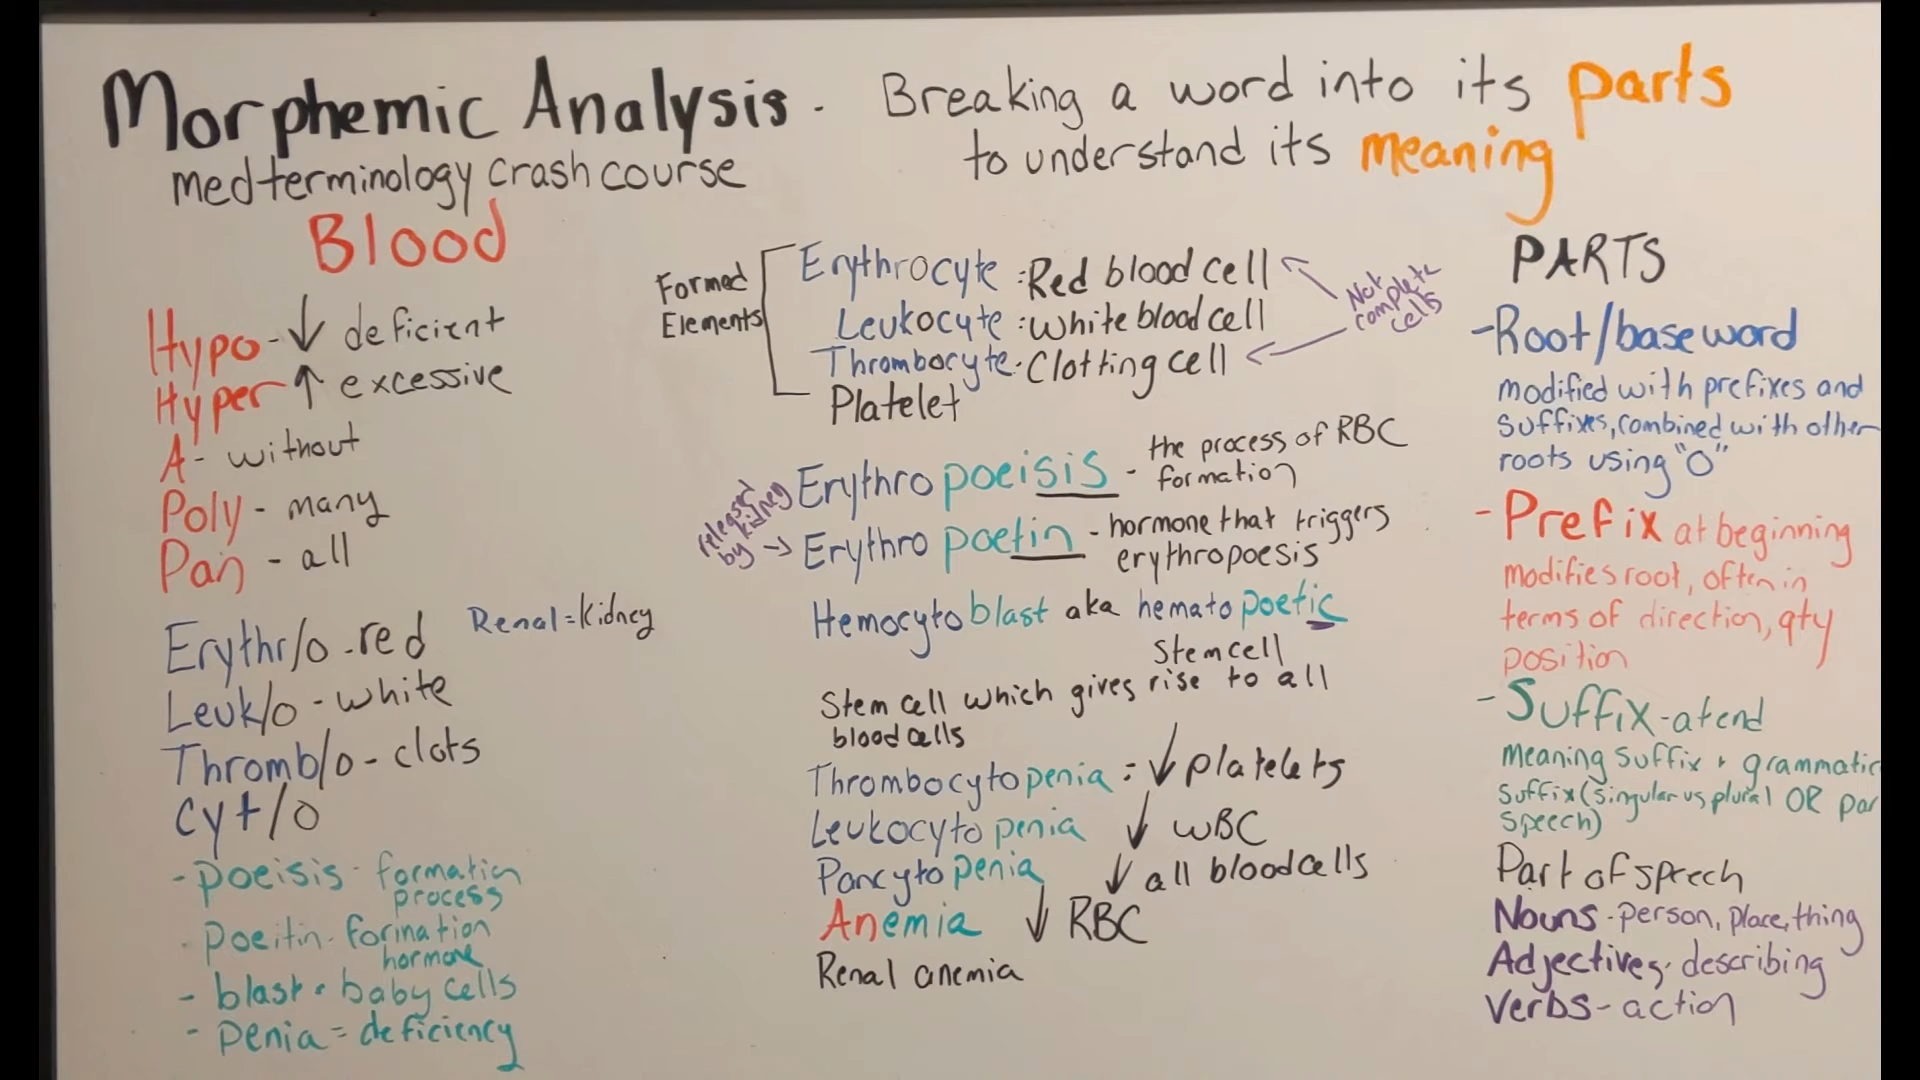 Morphemic Analysis.
medterminology crash course
Breaking a word into its parts
to understand its meaning
Blood
Hypo - ↓ deficient
Hyper ↑ excessive
A - without
Poly - many
Pan - all
Erythr/o - red
Renal = kidney
Leuk/o - white
Thromb/o - clots
Cyt/o
- poeisis - formation
process
- poeitin - formation
hormone
- blast - baby cells
- penia = deficiency
Formed
Elements
Erythrocyte : Red blood cell
Leukocyte : white blood cell
Thrombocyte : Clotting cell
Platelet
Not
complete
cells
Erythropoeisis - the process of RBC
formation
released
by kidney →
Erythropoetin - hormone that triggers
erythropoesis
Hemocytoblast aka hematopoetic
Stem cell
Stem cell which gives rise to all
blood cells
Thrombocytopenia : ↓ platelets
Leukocytopenia ↓ WBC
Pancytopenia ↓ all blood cells
Anemia ↓ RBC
Renal anemia
PARTS
- Root/base word
modified with prefixes and
suffixes, combined with other
roots using "O"
- Prefix at beginning
modifies root, often in
terms of direction, qty
position
- Suffix - at end
meaning suffix + grammatic
suffix (singular vs plural OR par
speech)
Part of speech
Nouns - person, place, thing
Adjectives - describing
Verbs - action